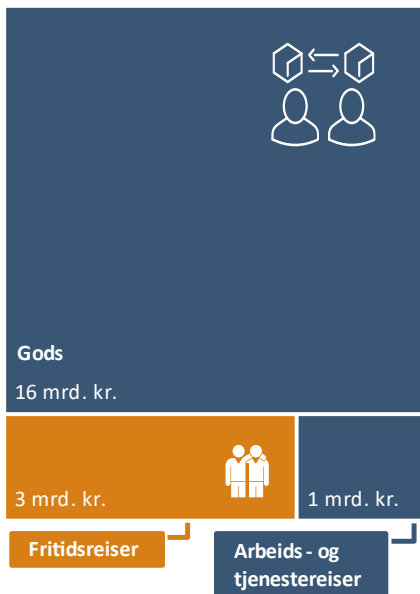 Gods
16 mrd. kr.
3 mrd. kr.
1 mrd. kr.
Fritidsreiser
Arbeids - og
tjenestereiser